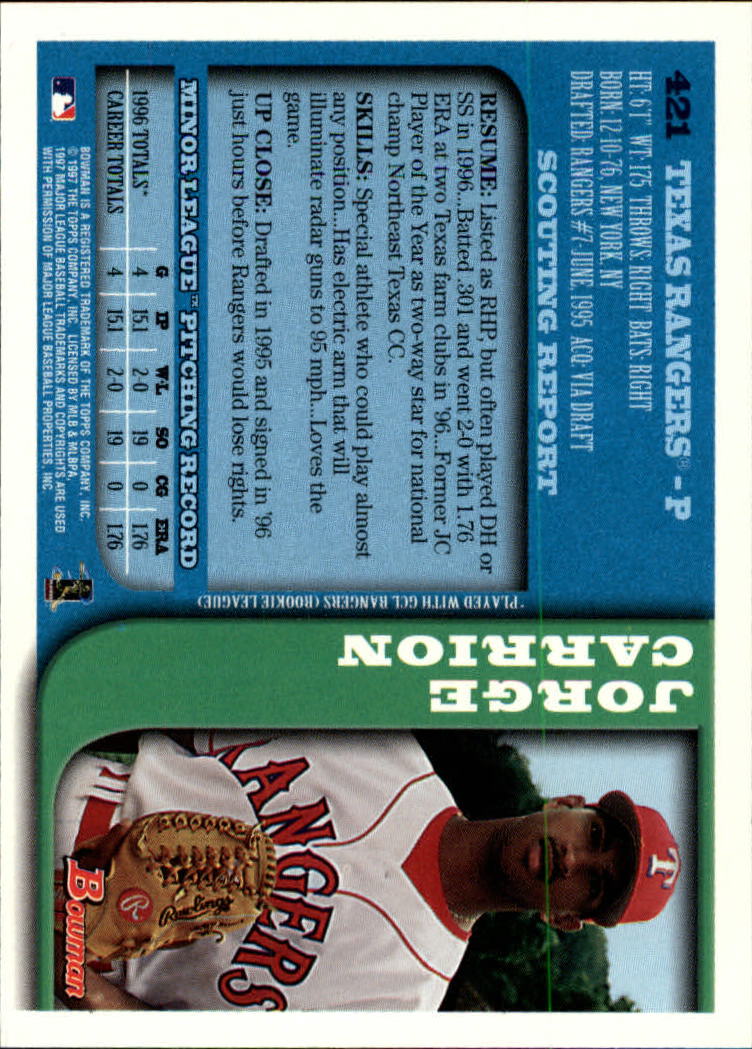 421 TEXAS RANGERS® - P
HT: 6'1" WT: 175 THROWS: RIGHT BATS: RIGHT
BORN: 12-10-76, NEW YORK, NY
DRAFTED: RANGERS #7, JUNE, 1995 ACQ: VIA DRAFT
SCOUTING REPORT
RESUME: Listed as RHP, but often played DH or
SS in 1996...Batted .301 and went 2-0 with 1.76
ERA at two Texas farm clubs in '96...Former JC
Player of the Year as two-way star for national
champ Northeast Texas CC.
SKILLS: Special athlete who could play almost
any position...Has electric arm that will
illuminate radar guns to 95 mph...Loves the
game.
UP CLOSE: Drafted in 1995 and signed in '96
just hours before Rangers would lose rights.
MINOR LEAGUE™ PITCHING RECORD
G IP W-L SO CG ERA
1996 TOTALS* 4 15.1 2-0 19 0 1.76
CAREER TOTALS 4 15.1 2-0 19 0 1.76
*PLAYED WITH GCL RANGERS (ROOKIE LEAGUE)
BOWMAN IS A REGISTERED TRADEMARK OF THE TOPPS COMPANY, INC.
© 1997 THE TOPPS COMPANY, INC. LICENSED BY MLB & MLBPA.
1997 MAJOR LEAGUE BASEBALL TRADEMARKS AND COPYRIGHTS ARE USED
WITH PERMISSION OF MAJOR LEAGUE BASEBALL PROPERTIES, INC.
JORGE
CARRION
T
RANGERS
Rawlings
R
Bowman